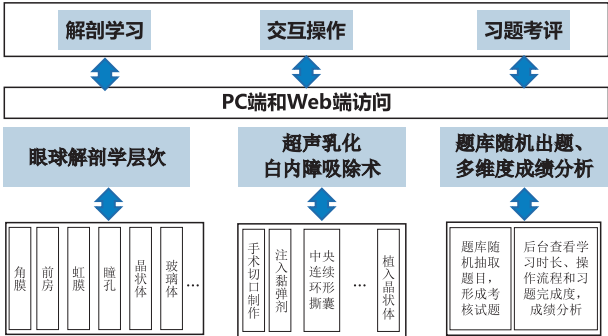 解剖学习
交互操作
习题考评
PC端和Web端访问
眼球解剖学层次
超声乳化
白内障吸除术
题库随机出题、
多维度成绩分析
角膜
前房
虹膜
瞳孔
晶状体
玻璃体
...
手术切口制作
注入黏弹剂
中央
连续
环形
撕囊
...
植入晶状体
题库随
机抽取
题目，
形成考
核试题
后台查看学
习时长、操
作流程和习
题完成度，
成绩分析